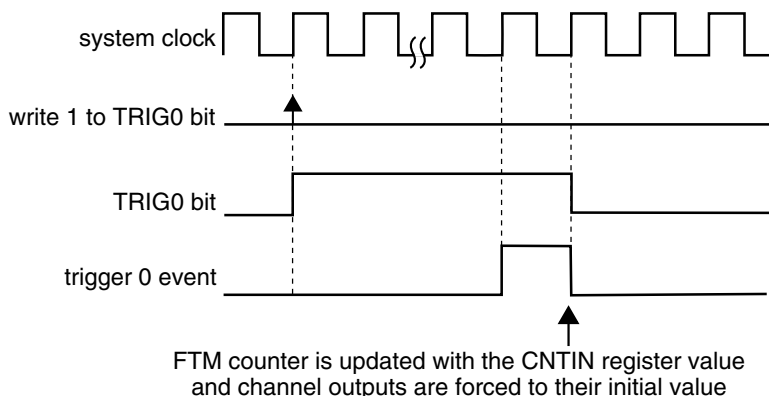 system clock
write 1 to TRIG0 bit
TRIG0 bit
trigger 0 event
FTM counter is updated with the CNTIN register value
and channel outputs are forced to their initial value